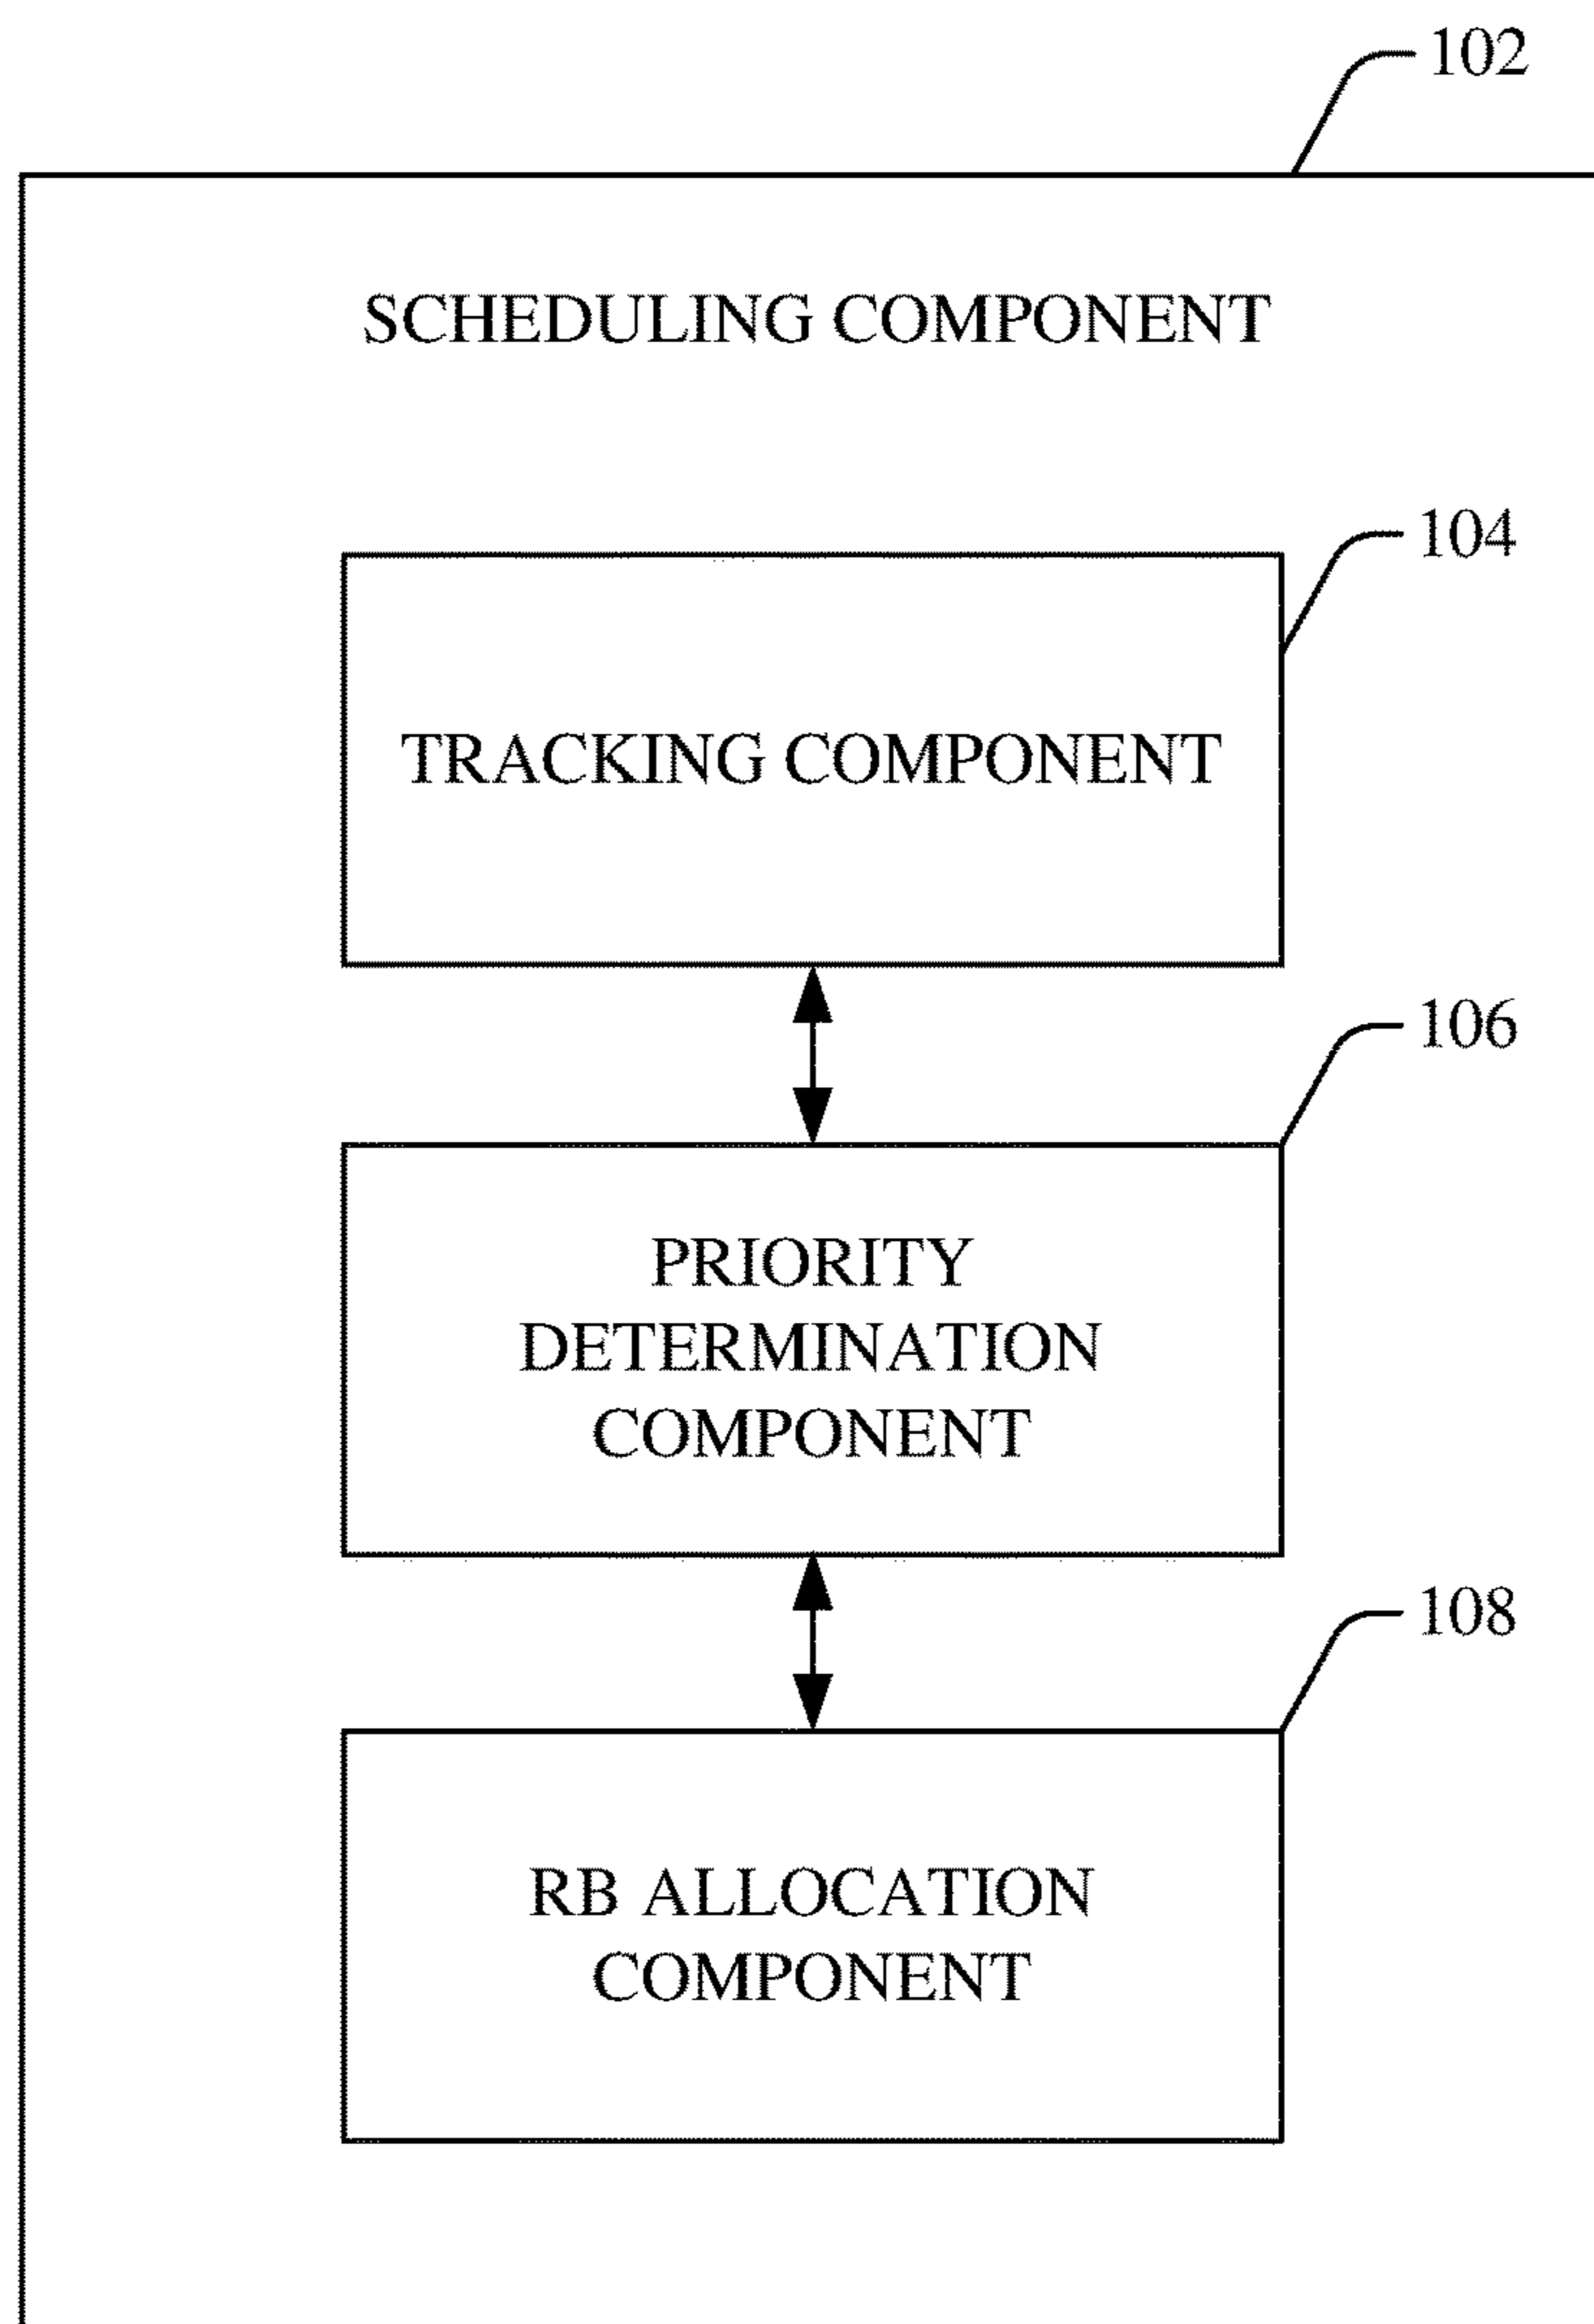 102
SCHEDULING COMPONENT
104
TRACKING COMPONENT
106
PRIORITY
DETERMINATION
COMPONENT
108
RB ALLOCATION
COMPONENT